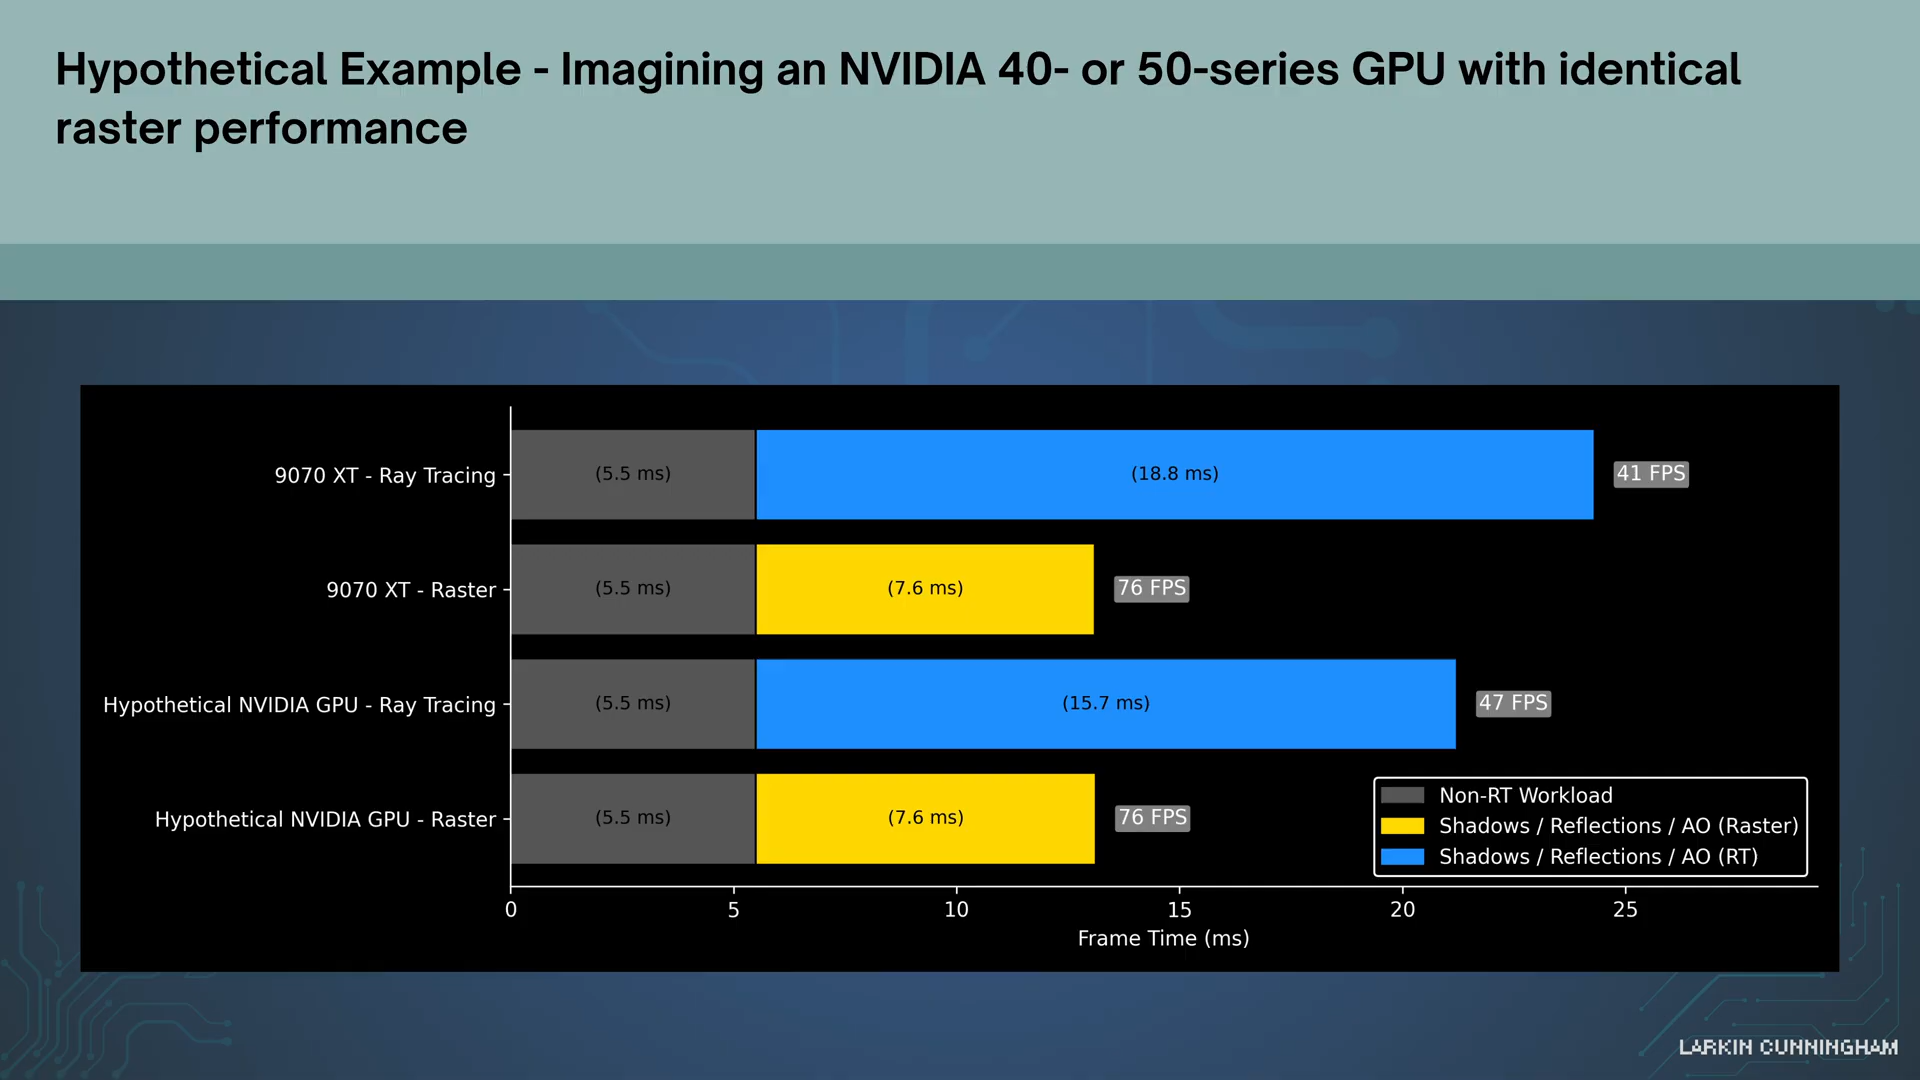 Hypothetical Example - Imagining an NVIDIA 40- or 50-series GPU with identical
raster performance
9070 XT - Ray Tracing
(5.5 ms)
(18.8 ms)
41 FPS
9070 XT - Raster
(5.5 ms)
(7.6 ms)
76 FPS
Hypothetical NVIDIA GPU - Ray Tracing
(5.5 ms)
(15.7 ms)
47 FPS
Hypothetical NVIDIA GPU - Raster
(5.5 ms)
(7.6 ms)
76 FPS
Non-RT Workload
Shadows / Reflections / AO (Raster)
Shadows / Reflections / AO (RT)
0 5 10 15 20 25
Frame Time (ms)
LARKIN CUNNINGHAM